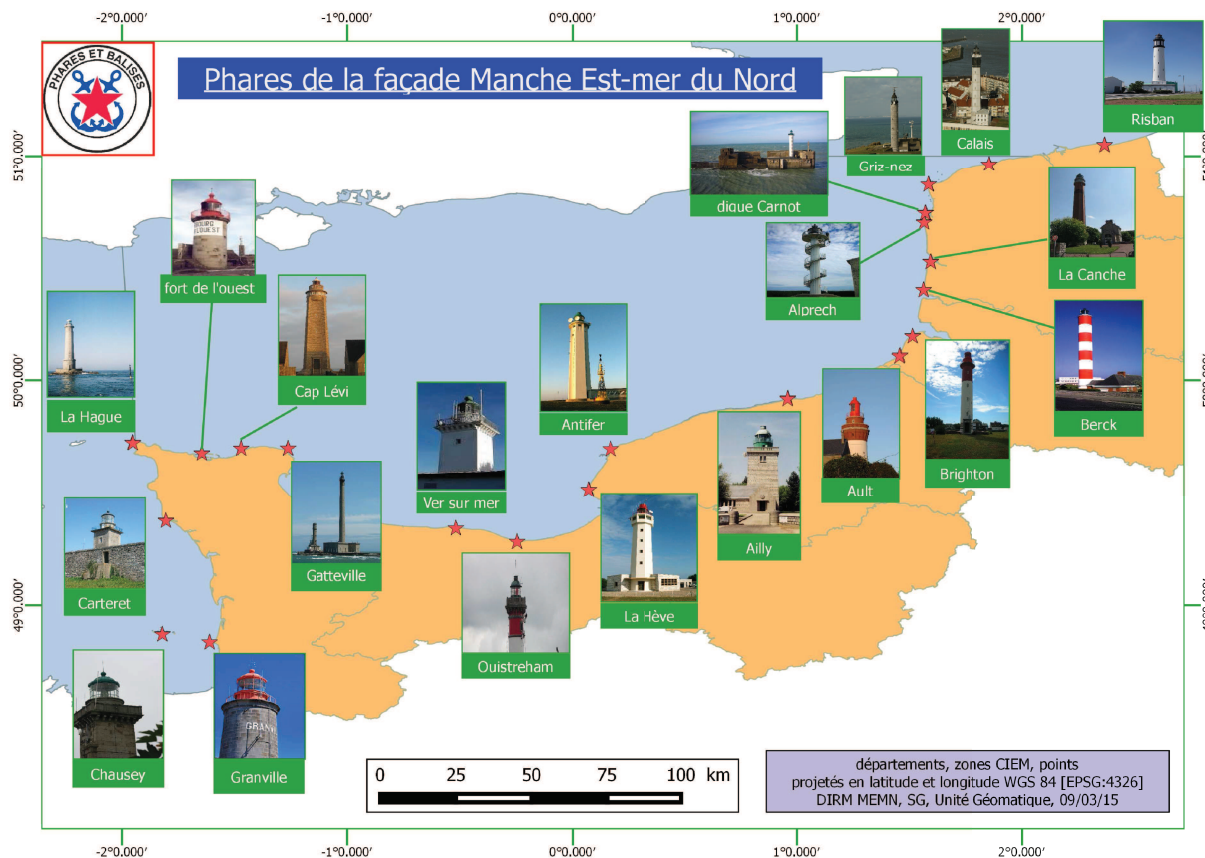 -2°0.000'
-1°0.000'
0°0.000'
1°0.000'
2°0.000'
PHARES ET BALISES
Phares de la façade Manche Est-mer du Nord
Risban
Calais
Griz-nez
51°0.000'
digue Carnot
La Canche
fort de l'ouest
Alprech
La Hague
Cap Lévi
50°0.000'
Antifer
Berck
Ver sur mer
Ault
Brighton
Ailly
Gatteville
Carteret
49°0.000'
La Hève
Ouistreham
GRANV
Chausey
Granville
0 25 50 75 100 km
départements, zones CIEM, points
projetés en latitude et longitude WGS 84 [EPSG:4326]
DIRM MEMN, SG, Unité Géomatique, 09/03/15
-2°0.000'
-1°0.000'
0°0.000'
1°0.000'
2°0.000'